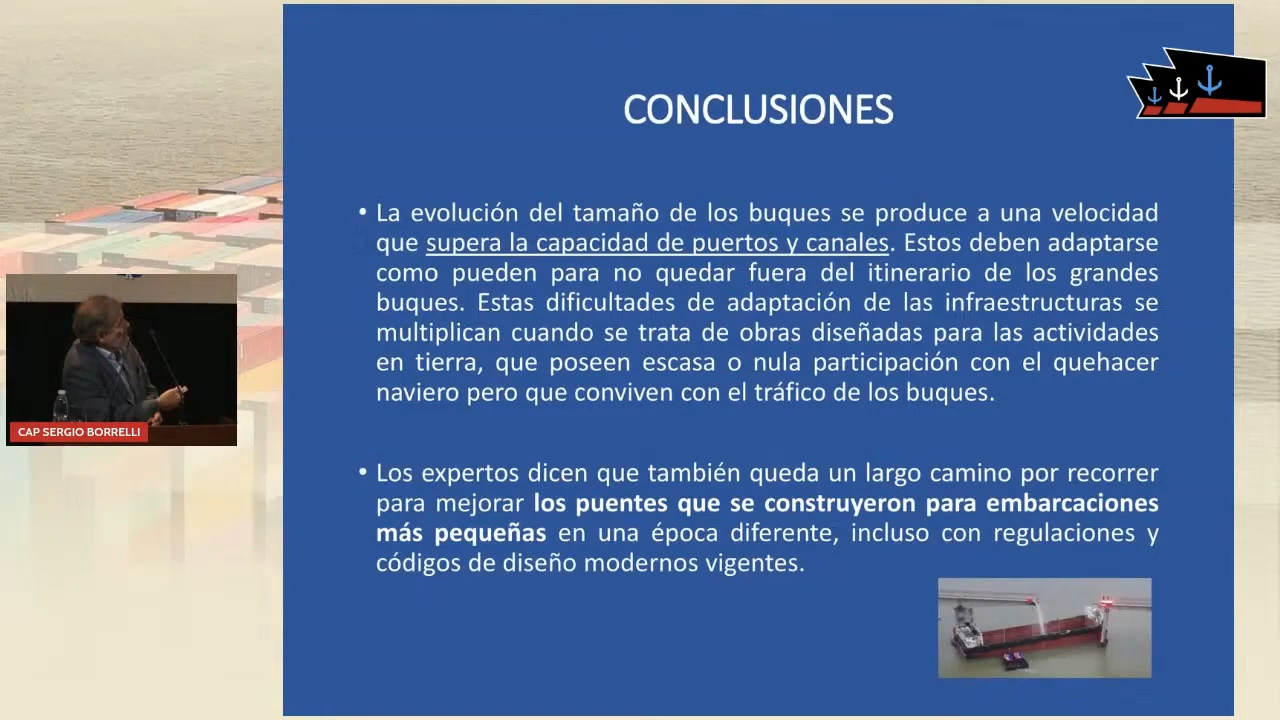 CONCLUSIONES
• La evolución del tamaño de los buques se produce a una velocidad
que supera la capacidad de puertos y canales. Estos deben adaptarse
como pueden para no quedar fuera del itinerario de los grandes
buques. Estas dificultades de adaptación de las infraestructuras se
multiplican cuando se trata de obras diseñadas para las actividades
en tierra, que poseen escasa o nula participación con el quehacer
naviero pero que conviven con el tráfico de los buques.
• Los expertos dicen que también queda un largo camino por recorrer
para mejorar los puentes que se construyeron para embarcaciones
más pequeñas en una época diferente, incluso con regulaciones y
códigos de diseño modernos vigentes.
CAP SERGIO BORRELLI